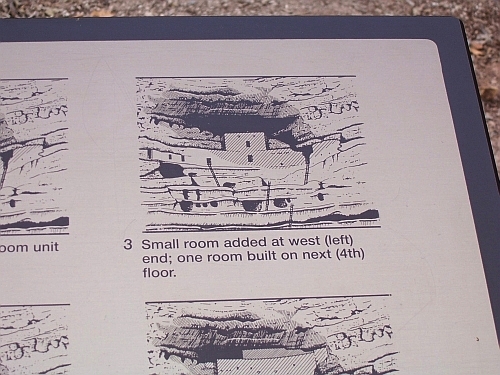 oom unit
3 Small room added at west (left)
end; one room built on next (4th)
floor.